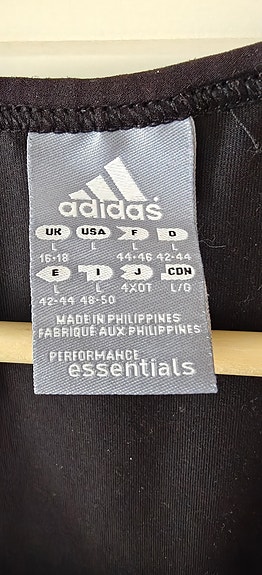 adidas
UK USA F D
L L L L
16-18 44-46 42-44
E I J CDN
L L L L/G
42-44 48-50 4XOT
MADE IN PHILIPPINES
FABRIQUÉ AUX PHILIPPINES
PERFORMANCE
essentials